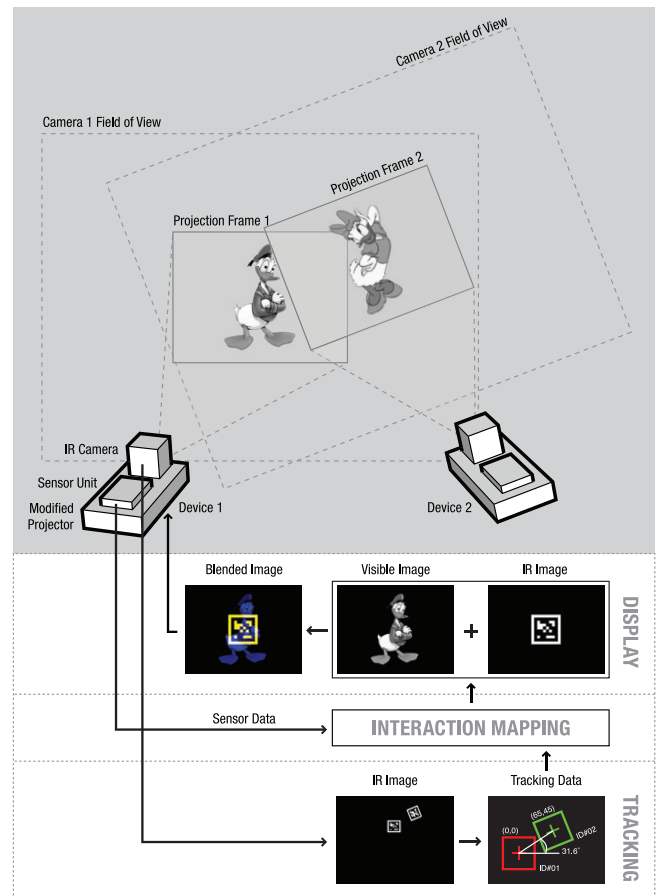 Camera 2 Field of View
Camera 1 Field of View
Projection Frame 2
Projection Frame 1
IR Camera
Sensor Unit
Modified
Projector
Device 1
Device 2
Blended Image
Visible Image
IR Image
+
DISPLAY
Sensor Data
INTERACTION MAPPING
IR Image
Tracking Data
TRACKING
(65,45)
(0,0)
ID#02
31.6°
ID#01